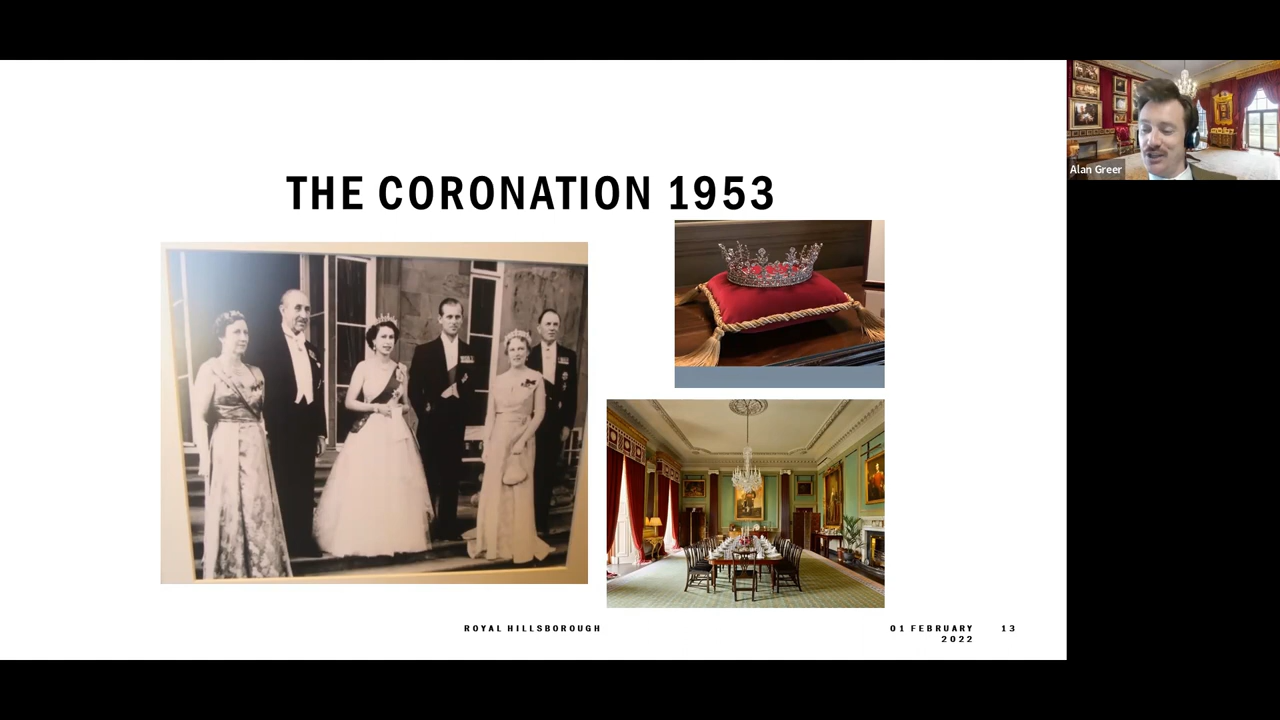 THE CORONATION 1953
ROYAL HILLSBOROUGH
01 FEBRUARY
2022
13
Alan Greer